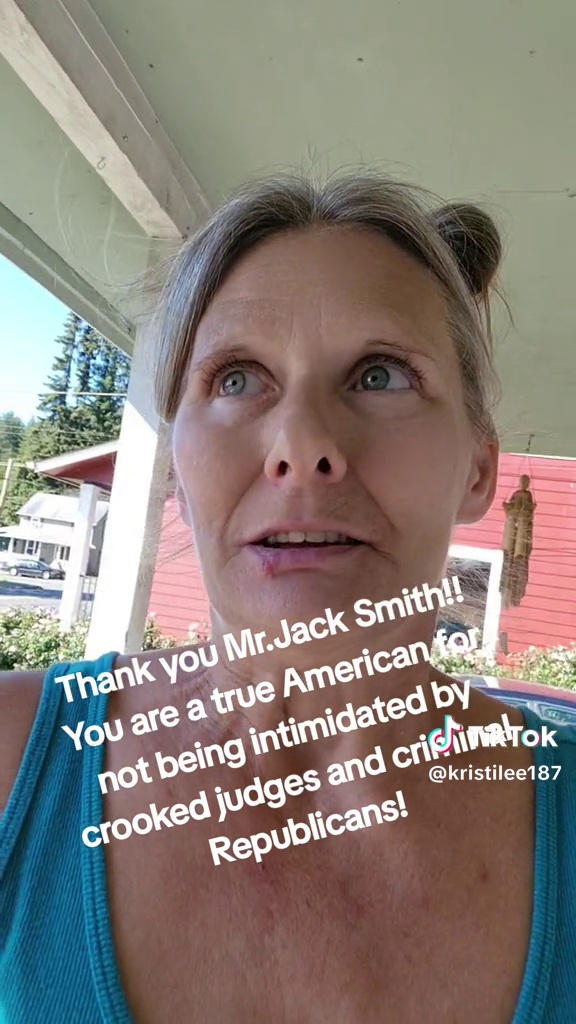 Thank you Mr.Jack Smith!!
You are a true American for
not being intimidated by
crooked judges and criminal
Republicans!
TikTok
@kristilee187